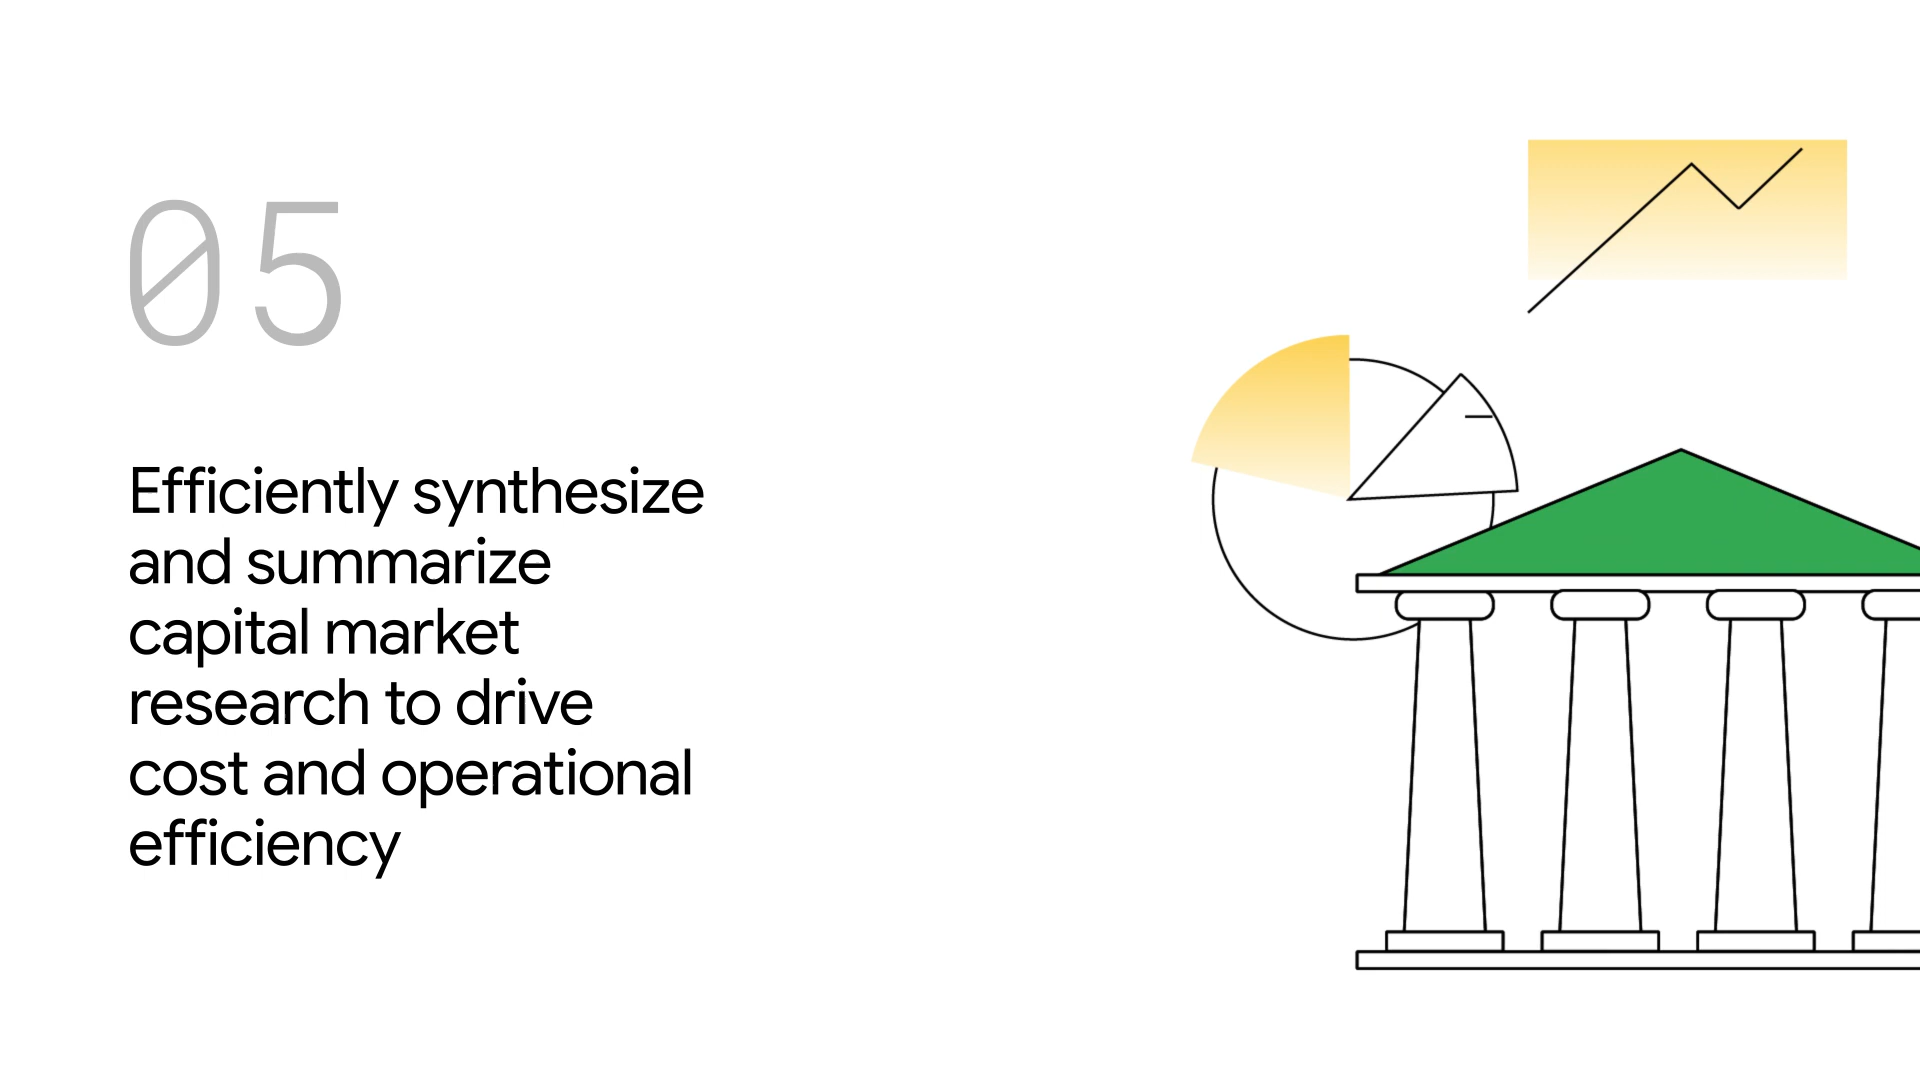 05
Efficiently synthesize
and summarize
capital market
research to drive
cost and operational
efficiency